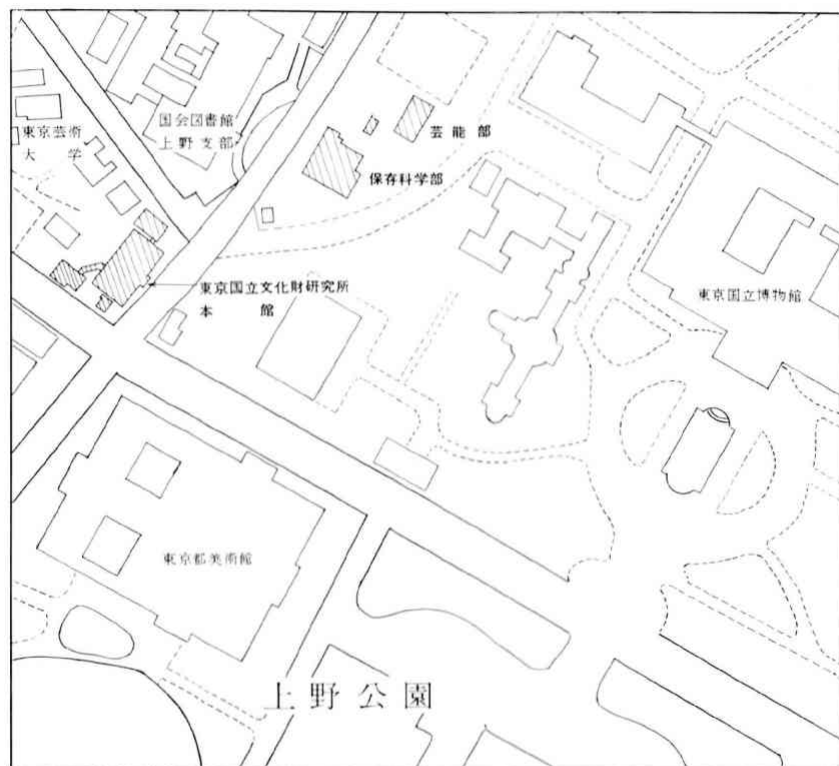 国会図書館
上野支部
東京芸術
大学
芸能部
保存科学部
東京国立文化財研究所
本館
東京国立博物館
東京都美術館
上野公園